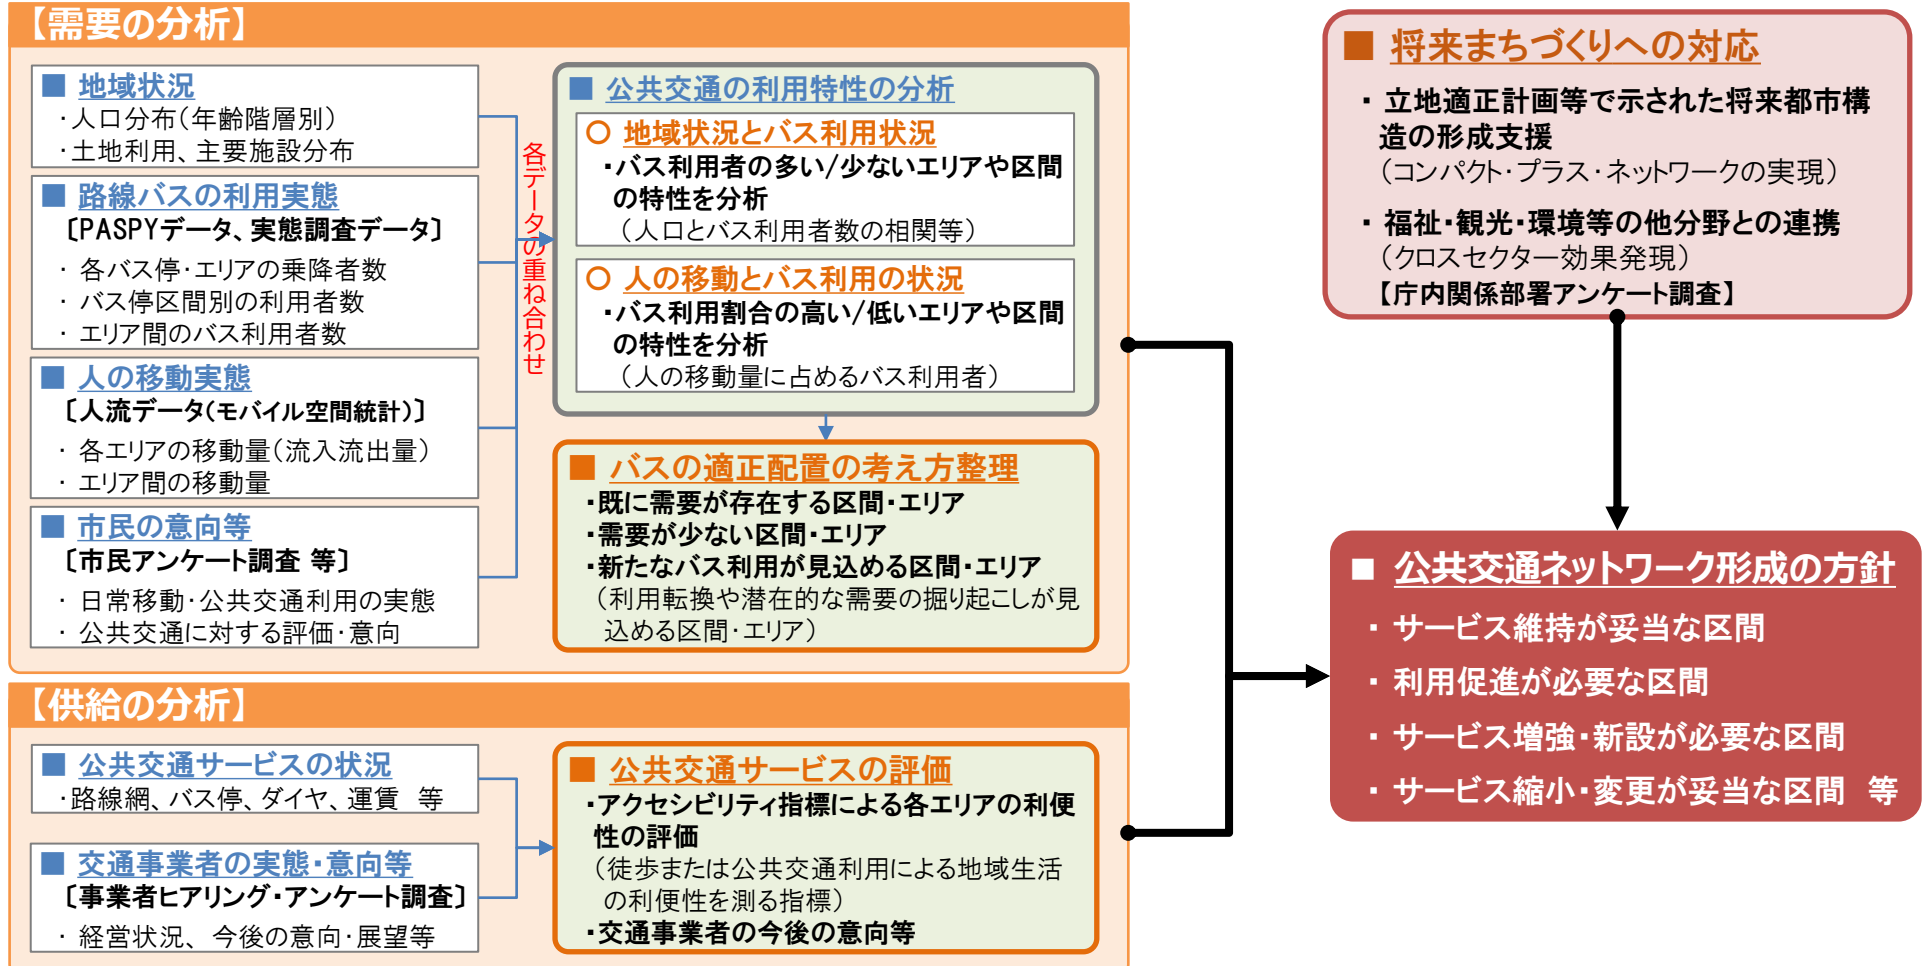 【需要の分析】
■ 地域状況
・人口分布（年齢階層別）
・土地利用、主要施設分布
■ 路線バスの利用実態
〔PASPYデータ、実態調査データ〕
・ 各バス停・エリアの乗降者数
・ バス停区間別の利用者数
・ エリア間のバス利用者数
■ 人の移動実態
〔人流データ（モバイル空間統計）〕
・ 各エリアの移動量（流入流出量）
・ エリア間の移動量
■ 市民の意向等
〔市民アンケート調査 等〕
・ 日常移動・公共交通利用の実態
・ 公共交通に対する評価・意向
各データの重ね合わせ
■ 公共交通の利用特性の分析
〇 地域状況とバス利用状況
・バス利用者の多い/少ないエリアや区間
の特性を分析
（人口とバス利用者数の相関等）
〇 人の移動とバス利用の状況
・バス利用割合の高い/低いエリアや区間
の特性を分析
（人の移動量に占めるバス利用者）
■ バスの適正配置の考え方整理
・既に需要が存在する区間・エリア
・需要が少ない区間・エリア
・新たなバス利用が見込める区間・エリア
（利用転換や潜在的な需要の掘り起こしが見
込める区間・エリア）
【供給の分析】
■ 公共交通サービスの状況
・路線網、バス停、ダイヤ、運賃　等
■ 交通事業者の実態・意向等
〔事業者ヒアリング・アンケート調査〕
・ 経営状況、 今後の意向・展望等
■ 公共交通サービスの評価
・アクセシビリティ指標による各エリアの利便
性の評価
（徒歩または公共交通利用による地域生活
の利便性を測る指標）
・交通事業者の今後の意向等
■ 将来まちづくりへの対応
・ 立地適正計画等で示された将来都市構
造の形成支援
（コンパクト・プラス・ネットワークの実現）
・ 福祉・観光・環境等の他分野との連携
（クロスセクター効果発現）
【庁内関係部署アンケート調査】
■ 公共交通ネットワーク形成の方針
・ サービス維持が妥当な区間
・ 利用促進が必要な区間
・ サービス増強・新設が必要な区間
・ サービス縮小・変更が妥当な区間　等